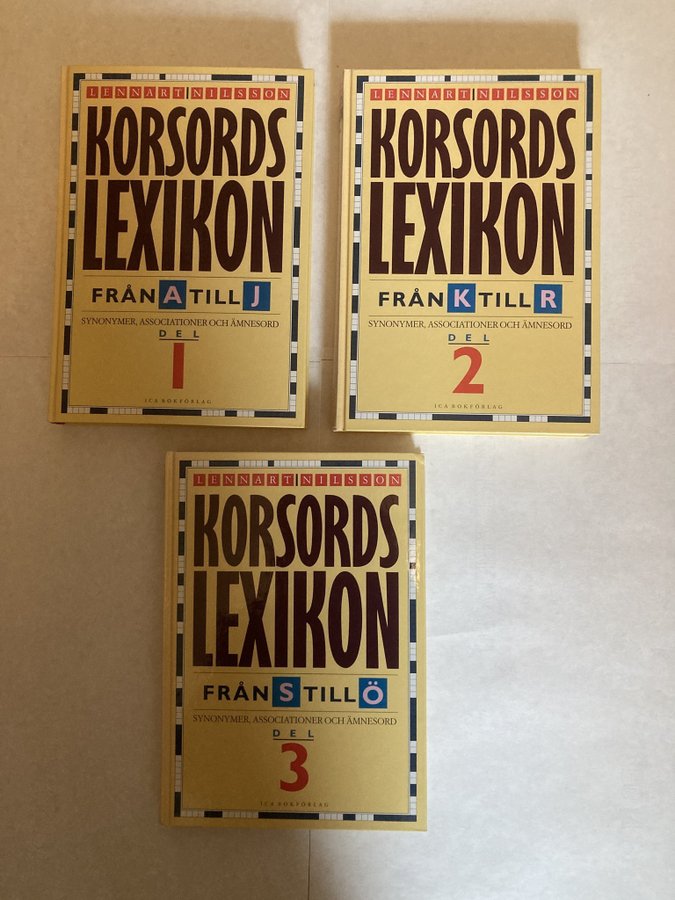 LENNART NILSSON
KORSORDS
LEXIKON
FRÅN A TILL J
SYNONYMER, ASSOCIATIONER OCH ÄMNESORD
DEL
1
ICA BOKFÖRLAG
LENNART NILSSON
KORSORDS
LEXIKON
FRÅN K TILL R
SYNONYMER, ASSOCIATIONER OCH ÄMNESORD
DEL
2
ICA BOKFÖRLAG
LENNART NILSSON
KORSORDS
LEXIKON
FRÅN S TILL Ö
SYNONYMER, ASSOCIATIONER OCH ÄMNESORD
DEL
3
ICA BOKFÖRLAG